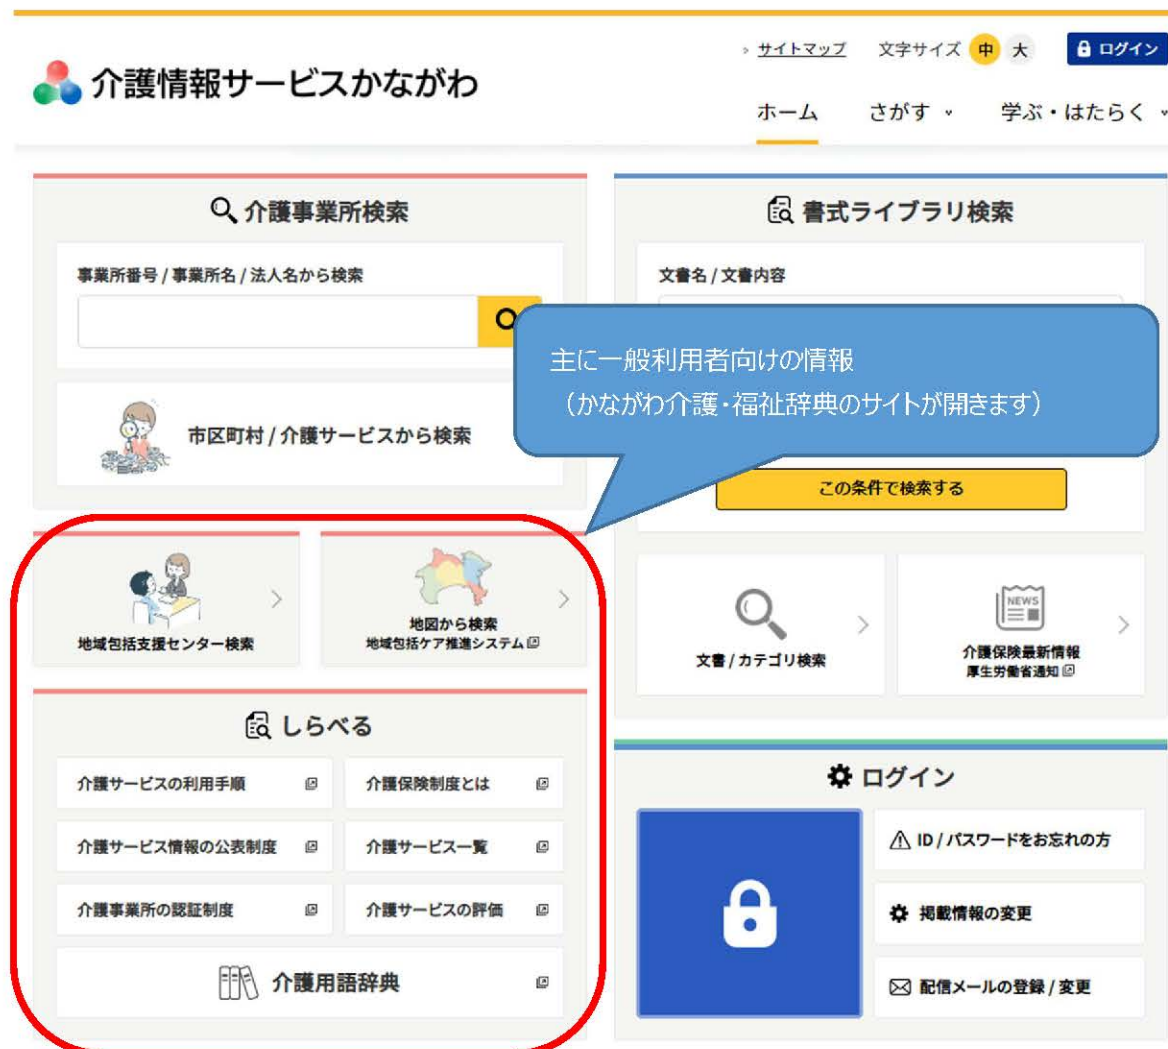 サイトマップ 文字サイズ 中 大 ログイン
介護情報サービスかながわ
ホーム さがす 学ぶ・はたらく
介護事業所検索
事業所番号 / 事業所名 / 法人名から検索
市区町村 / 介護サービスから検索
書式ライブラリ検索
文書名 / 文書内容
主に一般利用者向けの情報
（かながわ介護・福祉辞典のサイトが開きます）
この条件で検索する
地域包括支援センター検索
地図から検索
地域包括ケア推進システム
文書 / カテゴリ検索
NEWS
介護保険最新情報
厚生労働省通知
しらべる
介護サービスの利用手順 介護保険制度とは
介護サービス情報の公表制度 介護サービス一覧
介護事業所の認証制度 介護サービスの評価
介護用語辞典
ログイン
ID / パスワードをお忘れの方
掲載情報の変更
配信メールの登録 / 変更